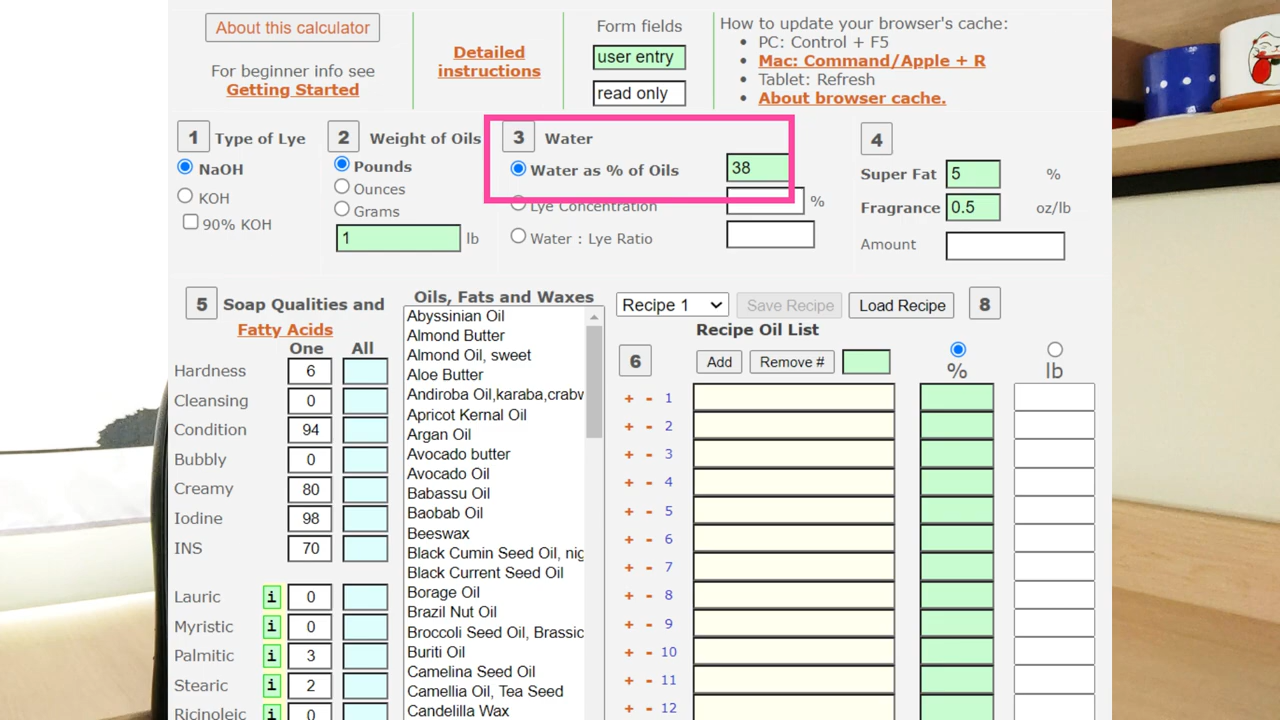 About this calculator
For beginner info see
Getting Started
Detailed
instructions
Form fields
user entry
read only
How to update your browser's cache:
• PC: Control + F5
• Mac: Command/Apple + R
• Tablet: Refresh
• About browser cache.
1 Type of Lye
NaOH
KOH
90% KOH
2 Weight of Oils
Pounds
Ounces
Grams
1 lb
3 Water
Water as % of Oils 38
Lye Concentration %
Water : Lye Ratio
4
Super Fat 5 %
Fragrance 0.5 oz/lb
Amount
5 Soap Qualities and
Fatty Acids
One All
Hardness 6
Cleansing 0
Condition 94
Bubbly 0
Creamy 80
Iodine 98
INS 70
Lauric i 0
Myristic i 0
Palmitic i 3
Stearic i 2
Ricinoleic i 0
Oils, Fats and Waxes
Abyssinian Oil
Almond Butter
Almond Oil, sweet
Aloe Butter
Andiroba Oil,karaba,crabw
Apricot Kernal Oil
Argan Oil
Avocado butter
Avocado Oil
Babassu Oil
Baobab Oil
Beeswax
Black Cumin Seed Oil, nig
Black Current Seed Oil
Borage Oil
Brazil Nut Oil
Broccoli Seed Oil, Brassic
Buriti Oil
Camelina Seed Oil
Camellia Oil, Tea Seed
Candelilla Wax
Recipe 1 Save Recipe Load Recipe 8
Recipe Oil List
6 Add Remove #
% lb
+ - 1
+ - 2
+ - 3
+ - 4
+ - 5
+ - 6
+ - 7
+ - 8
+ - 9
+ - 10
+ - 11
+ - 12